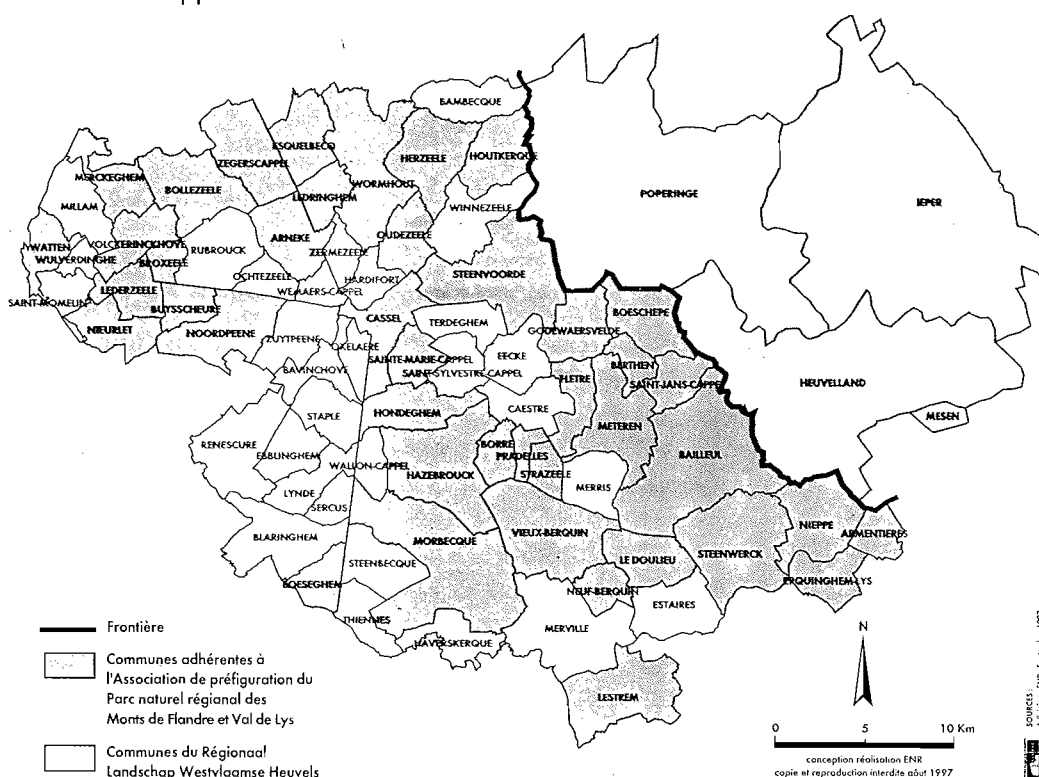 BAMBECQUE
ESQUELBECQ
ZEGERSCAPPEL
HERZEELE
HOUTKERQUE
MERCKEGHEM
BOLLEZEELE
WORMHOUT
LEDRINGHEM
POPERINGE
IEPER
MILLAM
WINNEZEELE
WATTEN
VOLCKERINCKHOVE
RUBROUCK
ARNEKE
OUDEZEELE
WULVERDINGHE
BROXEELE
ZERMEZEELE
OCHTEZEELE
HARDIFORT
STEENVOORDE
LEDERZEELE
WEMAERS-CAPPEL
SAINT-MOMELIN
BUYSSCHEURE
CASSEL
TERDEGHEM
BOESCHEPE
NIEURLET
NOORDPEENE
GODEWAERSVELDE
ZUYTPEENE
OXELAERE
SAINTE-MARIE-CAPPEL
EECKE
BERTHEN
BAVINCHOVE
SAINT-SYLVESTRE CAPPEL
FLETRE
SAINT-JANS-CAPPEL
HEUVELLAND
STAPLE
HONDEGHEM
CAESTRE
METEREN
MESEN
RENESCURE
EBBLINGHEM
BORRE
PRADELLES
BAILLEUL
WALLON-CAPPEL
HAZEBROUCK
STRAZEELE
MERRIS
LYNDE
SERCUS
BLARINGHEM
MORBECQUE
VIEUX-BERQUIN
NIEPPE
ARMENTIERES
STEENBECQUE
LE DOULIEU
STEENWERCK
BOESEGHEM
NEUF-BERQUIN
ERQUINGHEM-LYS
THIENNES
ESTAIRES
MERVILLE
HAVERSKERQUE
LESTREM
Frontière
Communes adhérentes à
l'Association de préfiguration du
Parc naturel régional des
Monts de Flandre et Val de Lys
Communes du Régionaal
Landschap Westvlaamse Heuvels
N
0 5 10 Km
conception réalisation ENR
copie et reproduction interdite août 1997
SOURCES :